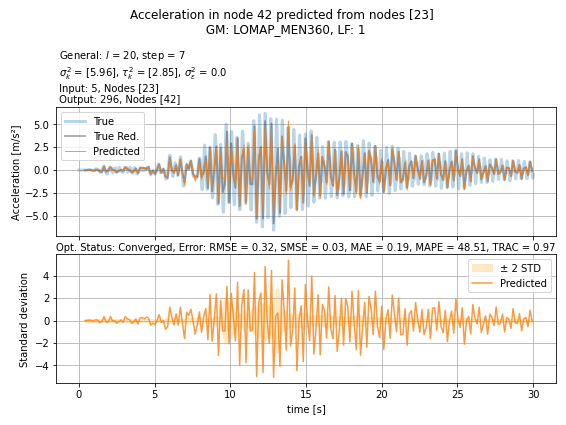 Acceleration in node 42 predicted from nodes [23]
GM: LOMAP_MEN360, LF: 1
General: l = 20, step = 7
σ²ₖ = [5.96], τ²ₖ = [2.85], σ²_ε = 0.0
Input: 5, Nodes [23]
Output: 296, Nodes [42]
Acceleration [m/s²]
5.0
2.5
0.0
−2.5
−5.0
True
True Red.
Predicted
Opt. Status: Converged, Error: RMSE = 0.32, SMSE = 0.03, MAE = 0.19, MAPE = 48.51, TRAC = 0.97
Standard deviation
4
2
0
−2
−4
± 2 STD
Predicted
0 5 10 15 20 25 30
time [s]